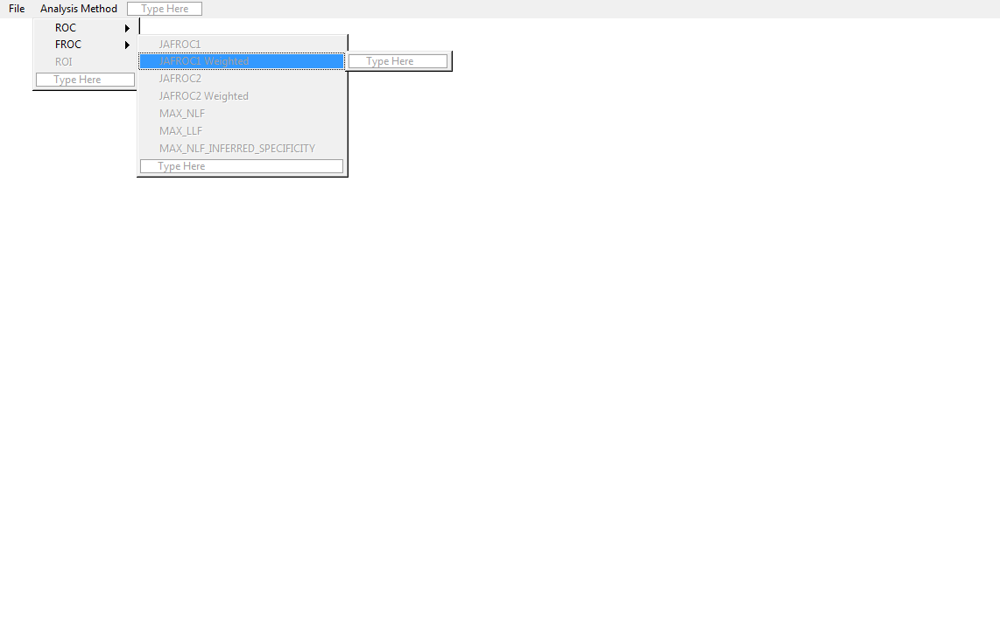 File Analysis Method Type Here
ROC
FROC
JAFROC1
ROI
JAFROC1 Weighted Type Here
Type Here
JAFROC2
JAFROC2 Weighted
MAX_NLF
MAX_LLF
MAX_NLF_INFERRED_SPECIFICITY
Type Here